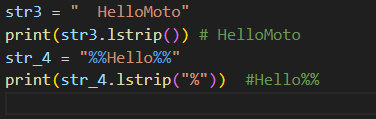 str3 = "  HelloMoto"
print(str3.lstrip()) # HelloMoto
str_4 = "%%Hello%%"
print(str_4.lstrip("%"))  #Hello%%